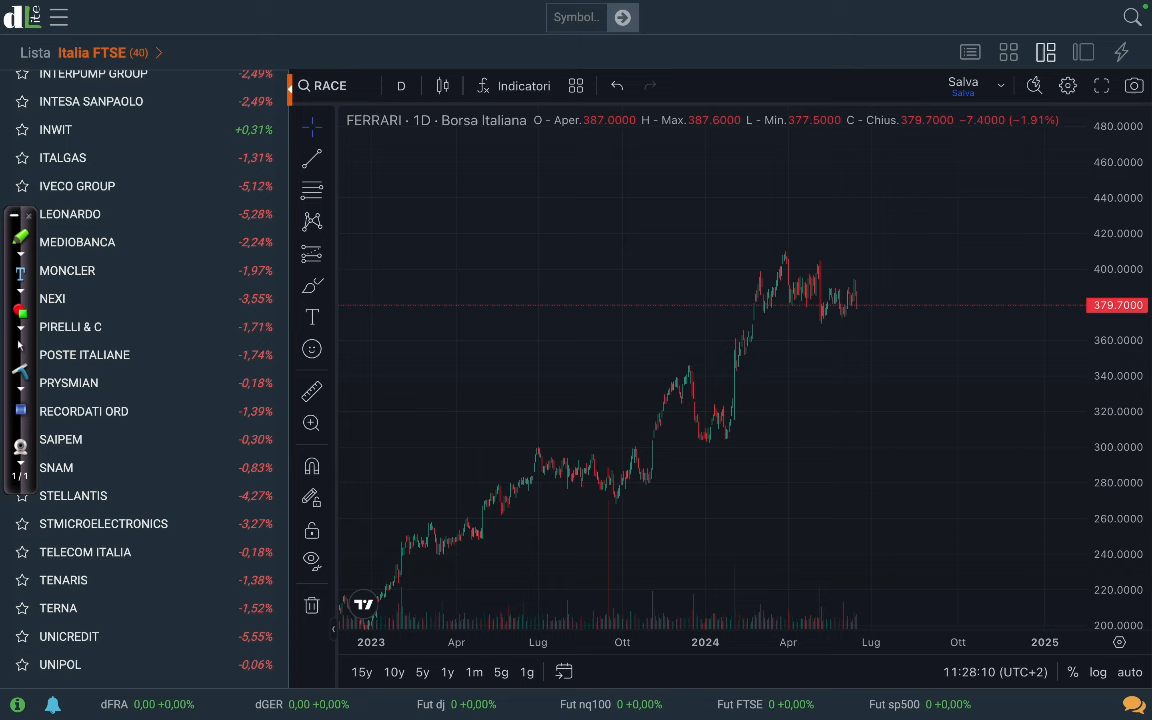 dLite
Symbol..
Lista Italia FTSE (40)
INTERPUMP GROUP -2,49%
INTESA SANPAOLO -2,49%
INWIT +0,31%
ITALGAS -1,31%
IVECO GROUP -5,12%
LEONARDO -5,28%
MEDIOBANCA -2,24%
MONCLER -1,97%
NEXI -3,55%
PIRELLI & C -1,71%
POSTE ITALIANE -1,74%
PRYSMIAN -0,18%
RECORDATI ORD -1,39%
SAIPEM -0,30%
SNAM -0,83%
STELLANTIS -4,27%
STMICROELECTRONICS -3,27%
TELECOM ITALIA -0,18%
TENARIS -1,38%
TERNA -1,52%
UNICREDIT -5,55%
UNIPOL -0,06%
1/1
RACE D Indicatori Salva
Salva
FERRARI · 1D · Borsa Italiana O - Aper.387.0000 H - Max.387.6000 L - Min.377.5000 C - Chius.379.7000 −7.4000 (−1.91%)
480.0000
460.0000
440.0000
420.0000
400.0000
379.7000
360.0000
340.0000
320.0000
300.0000
280.0000
260.0000
240.0000
220.0000
200.0000
2023 Apr Lug Ott 2024 Apr Lug Ott 2025
15y 10y 5y 1y 1m 5g 1g 11:28:10 (UTC+2) % log auto
dFRA 0,00 +0,00% dGER 0,00 +0,00% Fut dj 0 +0,00% Fut nq100 0 +0,00% Fut FTSE 0 +0,00% Fut sp500 0 +0,00%